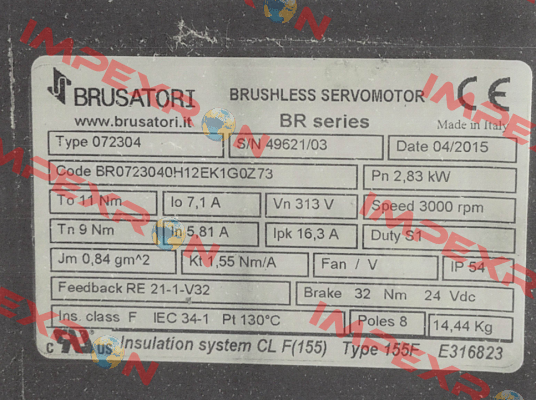 BRUSATORI BRUSHLESS SERVOMOTOR CE
www.brusatori.it BR series Made in Italy
Type 072304 S/N 49621/03 Date 04/2015
Code BR0723040H12EK1G0Z73 Pn 2,83 kW
To 11 Nm Io 7,1 A Vn 313 V Speed 3000 rpm
Tn 9 Nm In 5,81 A Ipk 16,3 A Duty S1
Jm 0,84 gm^2 Kt 1,55 Nm/A Fan / V IP 54
Feedback RE 21-1-V32 Brake 32 Nm 24 Vdc
Ins. class F IEC 34-1 Pt 130°C Poles 8 14,44 Kg
C US Insulation system CL F(155) Type 155F E316823
IMPEXRON
IMPEXRON
IMPEXRON
IMPEXRON